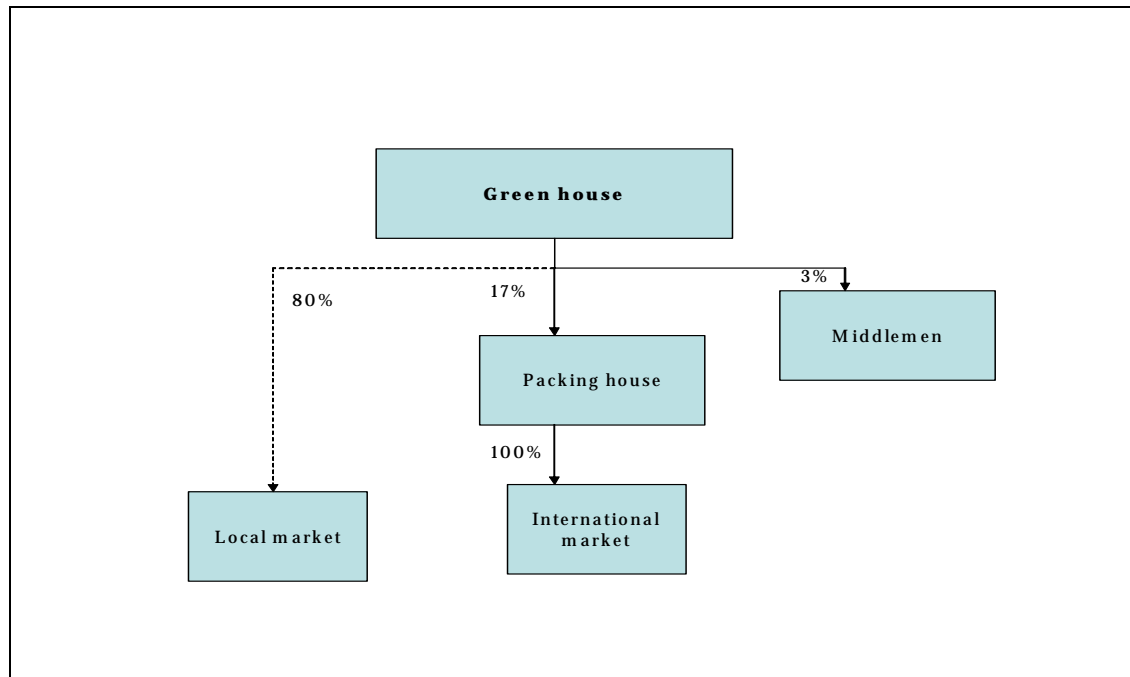 Green house
80%
17%
3%
Middlemen
Packing house
100%
Local market
International
market